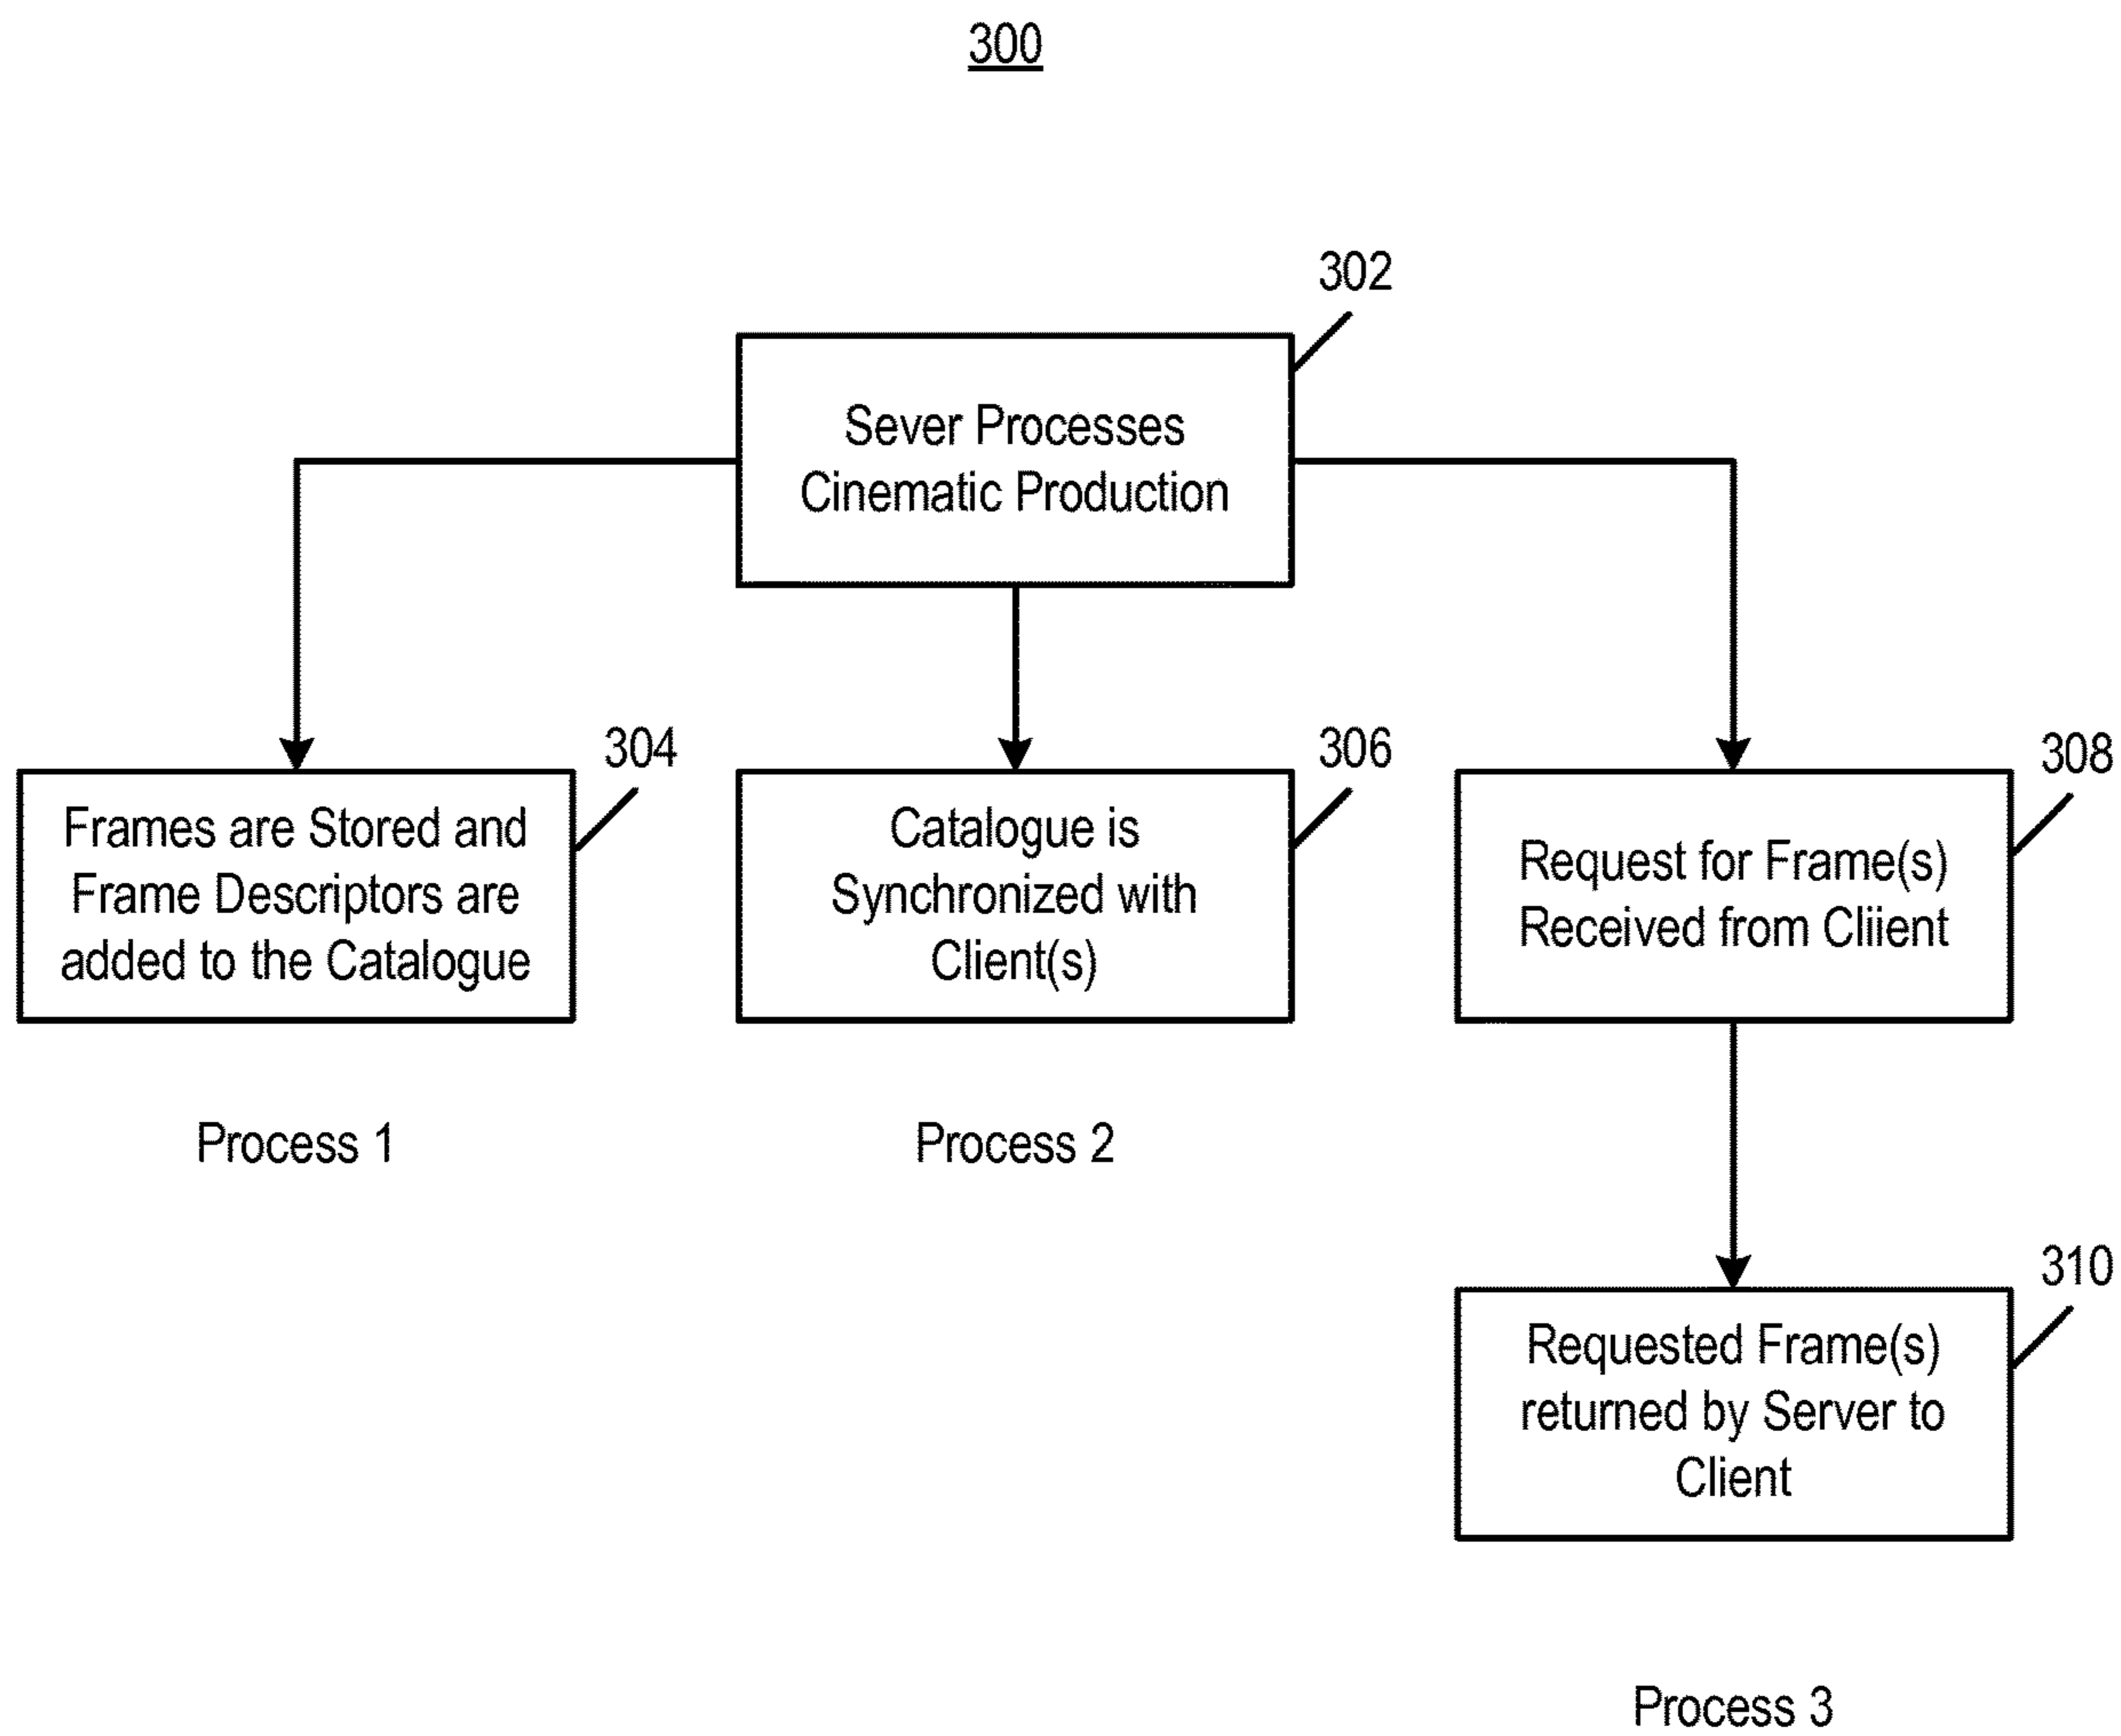 300
302
Sever Processes
Cinematic Production
304
Frames are Stored and
Frame Descriptors are
added to the Catalogue
Process 1
306
Catalogue is
Synchronized with
Client(s)
Process 2
308
Request for Frame(s)
Received from Cliient
310
Requested Frame(s)
returned by Server to
Client
Process 3